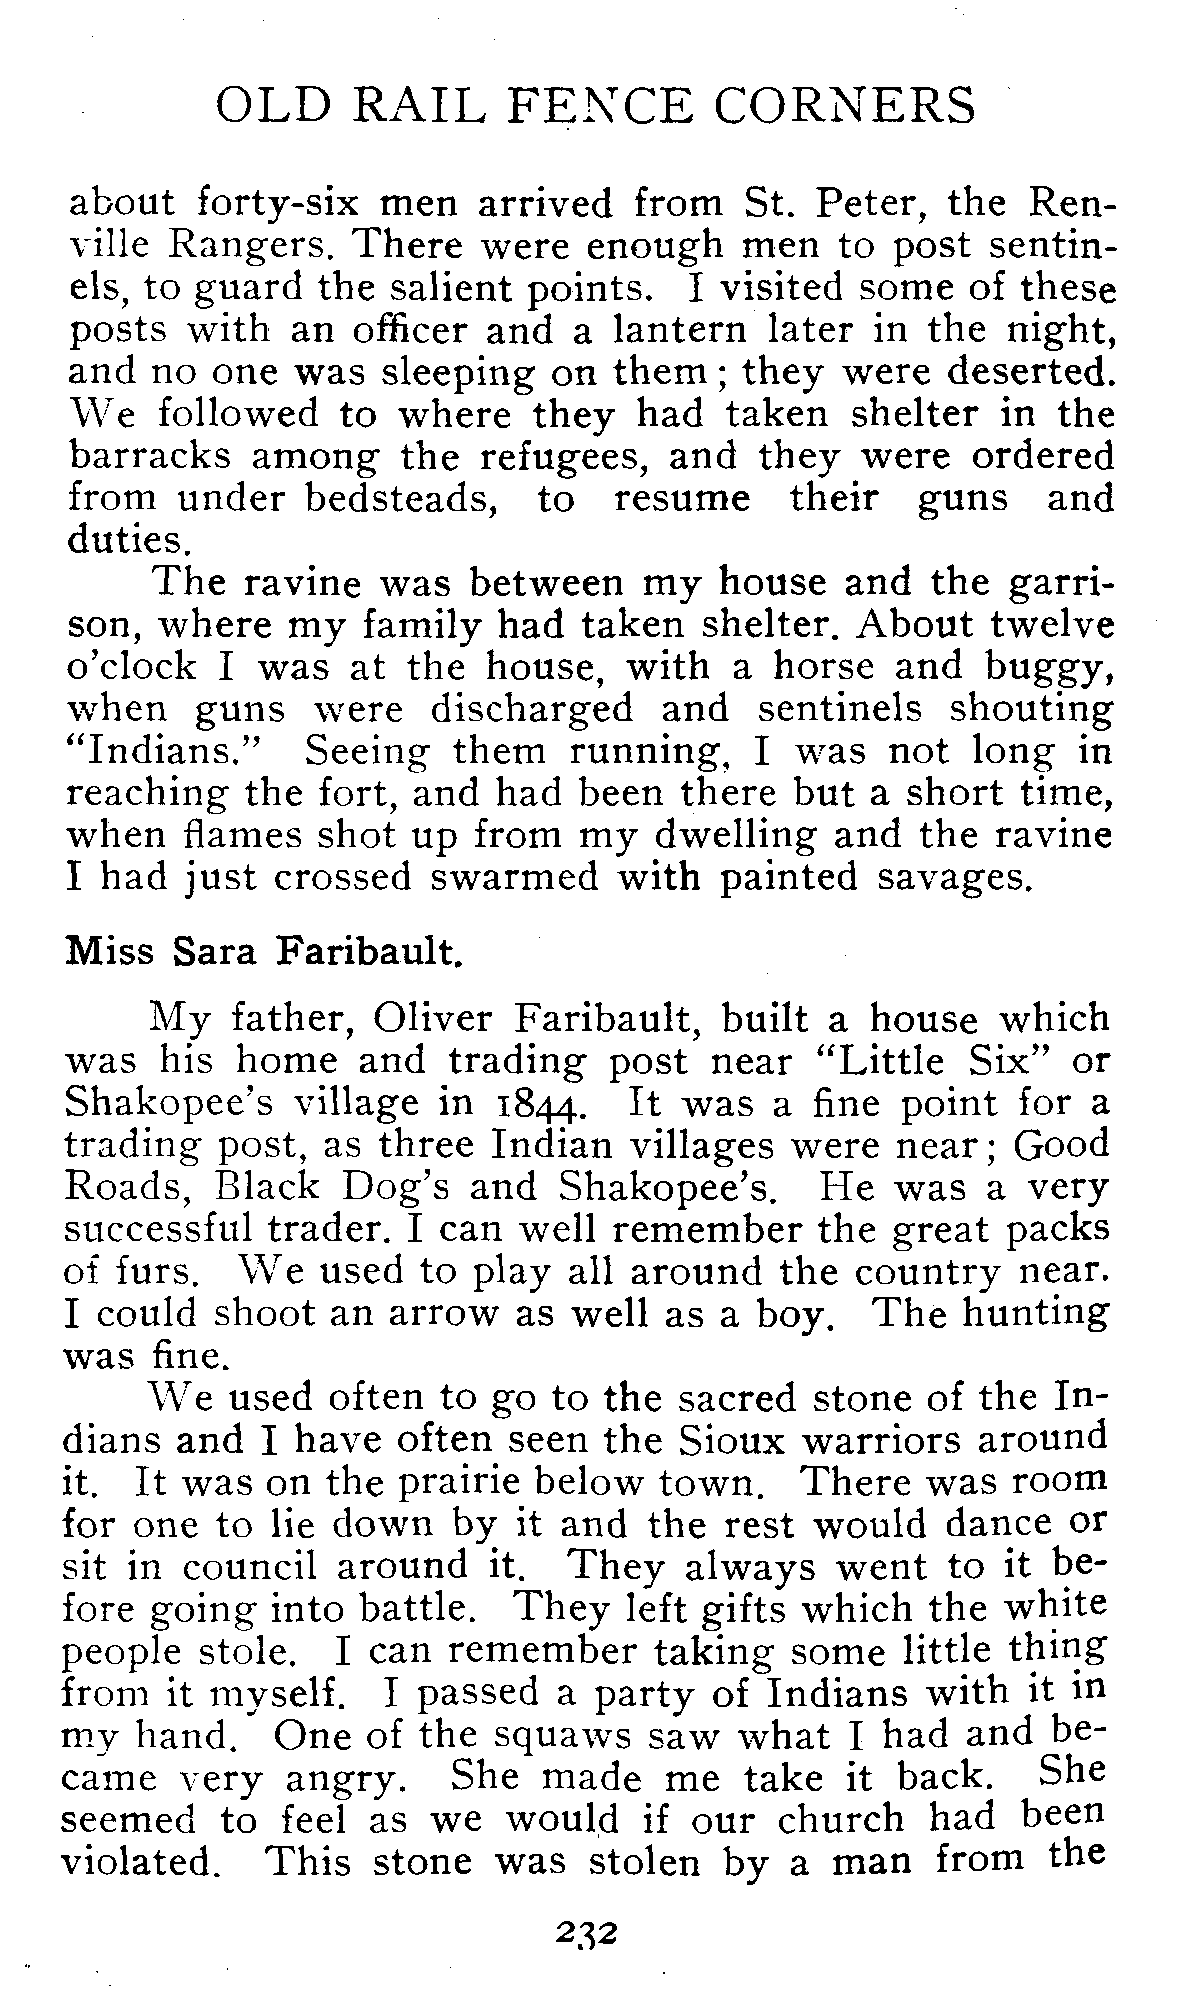 OLD RAIL FENCE CORNERS
about forty-six men arrived from St. Peter, the Ren-
ville Rangers. There were enough men to post sentin-
els, to guard the salient points. I visited some of these
posts with an officer and a lantern later in the night,
and no one was sleeping on them; they were deserted.
We followed to where they had taken shelter in the
barracks among the refugees, and they were ordered
from under bedsteads, to resume their guns and
duties.
The ravine was between my house and the garri-
son, where my family had taken shelter. About twelve
o'clock I was at the house, with a horse and buggy,
when guns were discharged and sentinels shouting
"Indians." Seeing them running, I was not long in
reaching the fort, and had been there but a short time,
when flames shot up from my dwelling and the ravine
I had just crossed swarmed with painted savages.
Miss Sara Faribault.
My father, Oliver Faribault, built a house which
was his home and trading post near "Little Six" or
Shakopee's village in 1844. It was a fine point for a
trading post, as three Indian villages were near; Good
Roads, Black Dog's and Shakopee's. He was a very
successful trader. I can well remember the great packs
of furs. We used to play all around the country near.
I could shoot an arrow as well as a boy. The hunting
was fine.
We used often to go to the sacred stone of the In-
dians and I have often seen the Sioux warriors around
it. It was on the prairie below town. There was room
for one to lie down by it and the rest would dance or
sit in council around it. They always went to it be-
fore going into battle. They left gifts which the white
people stole. I can remember taking some little thing
from it myself. I passed a party of Indians with it in
my hand. One of the squaws saw what I had and be-
came very angry. She made me take it back. She
seemed to feel as we would if our church had been
violated. This stone was stolen by a man from the
232